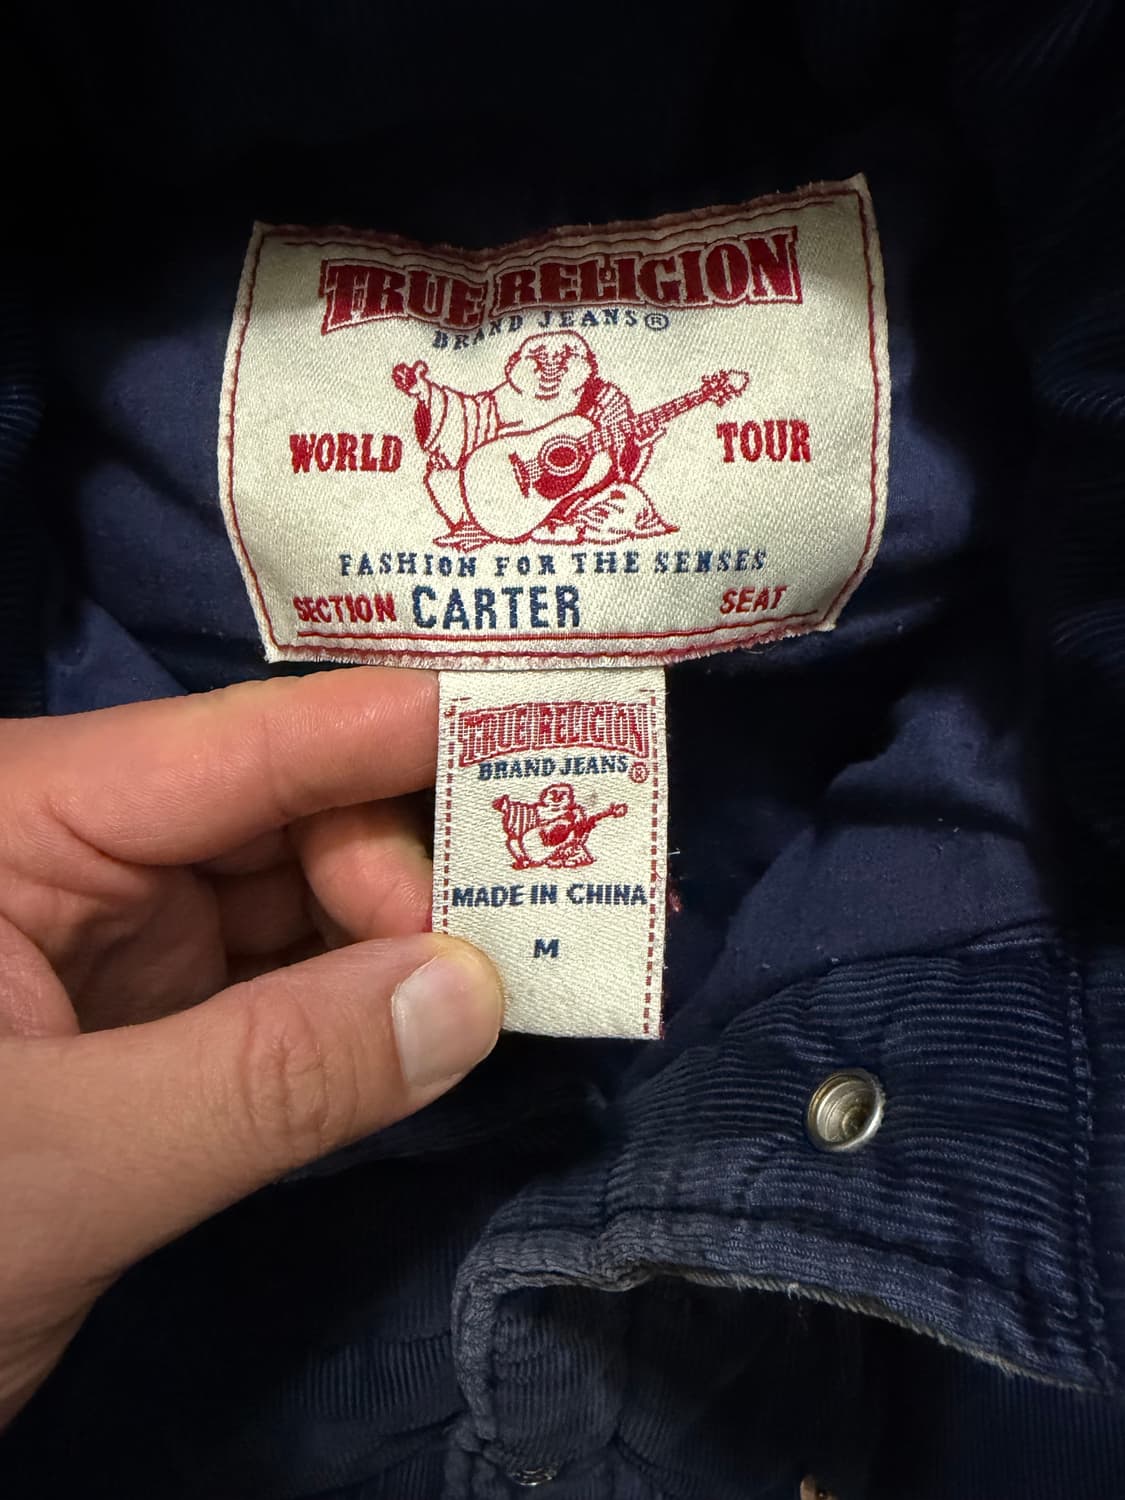 TRUE RELIGION
BRAND JEANS®
WORLD TOUR
FASHION FOR THE SENSES
SECTION CARTER SEAT
TRUE RELIGION
BRAND JEANS®
MADE IN CHINA
M